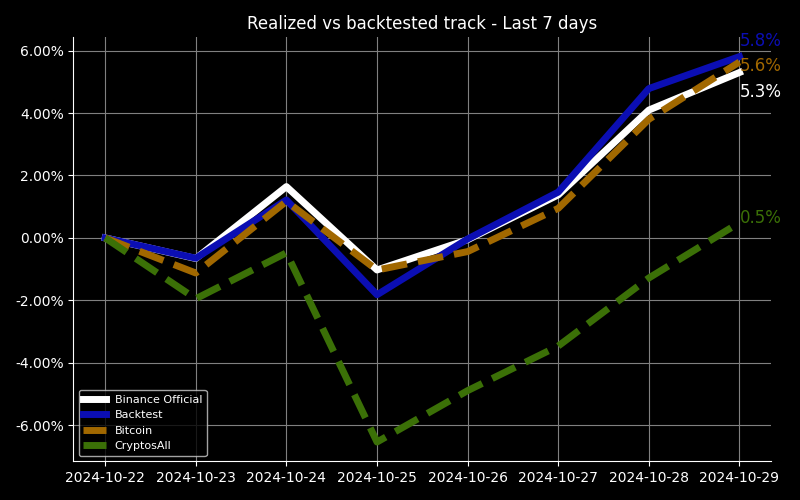 Realized vs backtested track - Last 7 days
6.00%
4.00%
2.00%
0.00%
-2.00%
-4.00%
-6.00%
5.8%
5.6%
5.3%
0.5%
Binance Official
Backtest
Bitcoin
CryptosAll
2024-10-22 2024-10-23 2024-10-24 2024-10-25 2024-10-26 2024-10-27 2024-10-28 2024-10-29